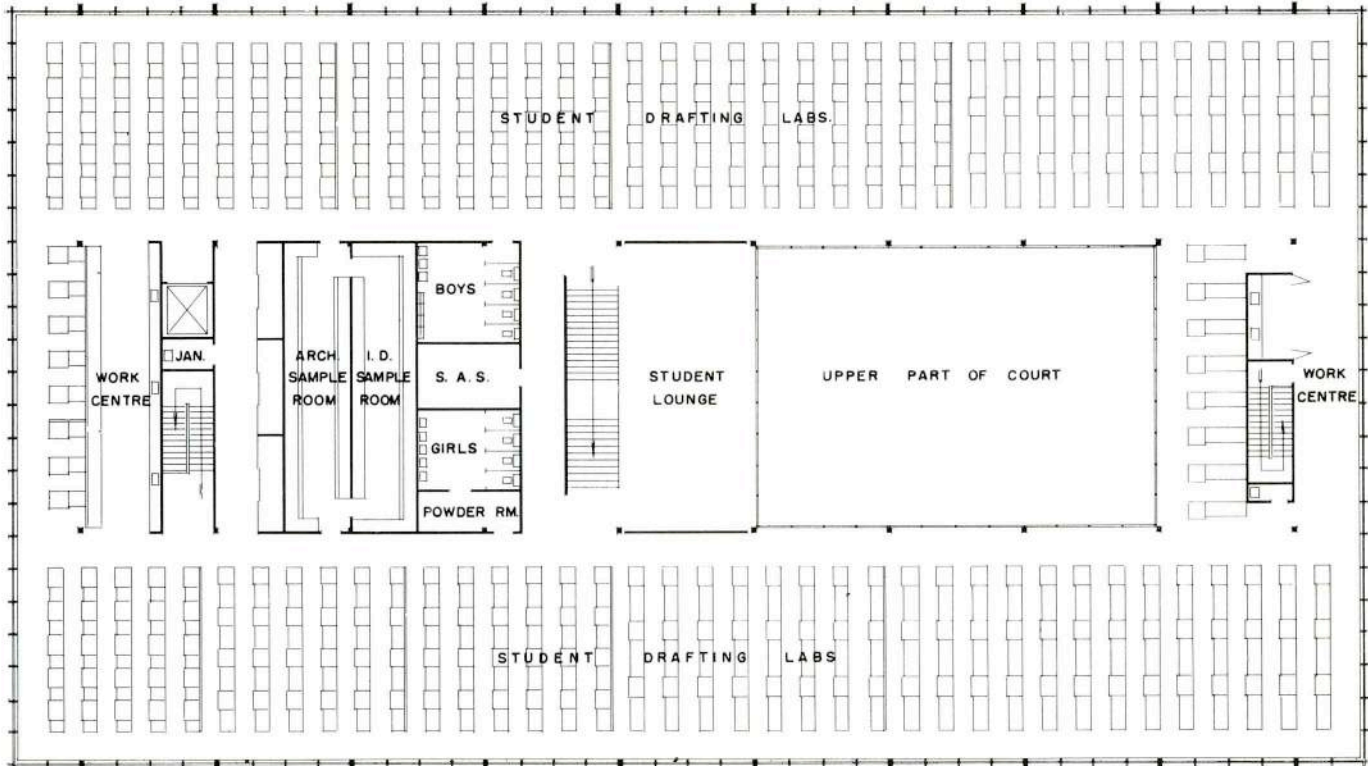 STUDENT DRAFTING LABS.
BOYS
JAN.
ARCH.
SAMPLE
ROOM
I. D.
SAMPLE
ROOM
S. A. S.
WORK
CENTRE
STUDENT
LOUNGE
UPPER PART OF COURT
WORK
CENTRE
GIRLS
POWDER RM.
STUDENT DRAFTING LABS